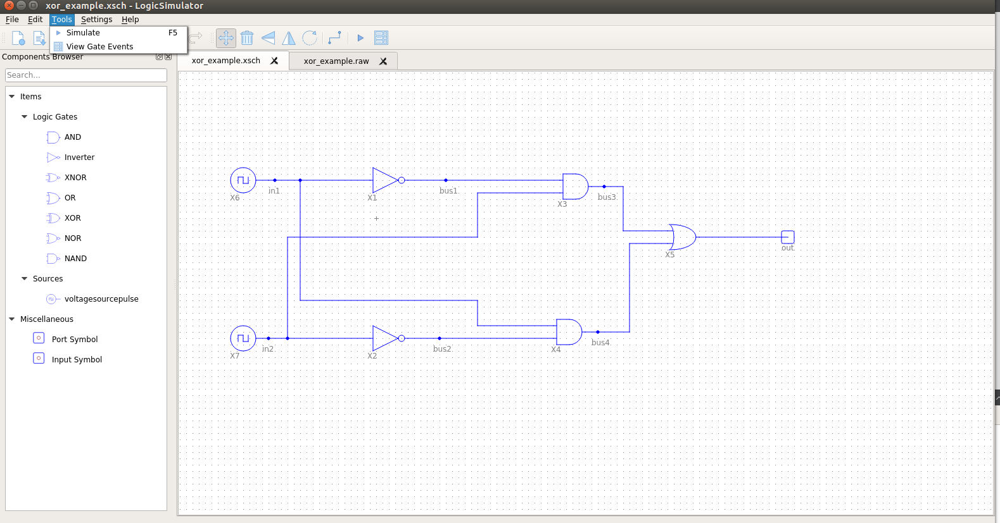 xor_example.xsch - LogicSimulator
File Edit Tools Settings Help
Simulate F5
View Gate Events
Components Browser
xor_example.xsch
xor_example.raw
Search...
Items
Logic Gates
AND
Inverter
XNOR
OR
XOR
NOR
NAND
Sources
voltagesourcepulse
Miscellaneous
Port Symbol
Input Symbol
in1
bus1
bus3
X6
X1
X3
out
X5
in2
bus2
bus4
X7
X2
X4